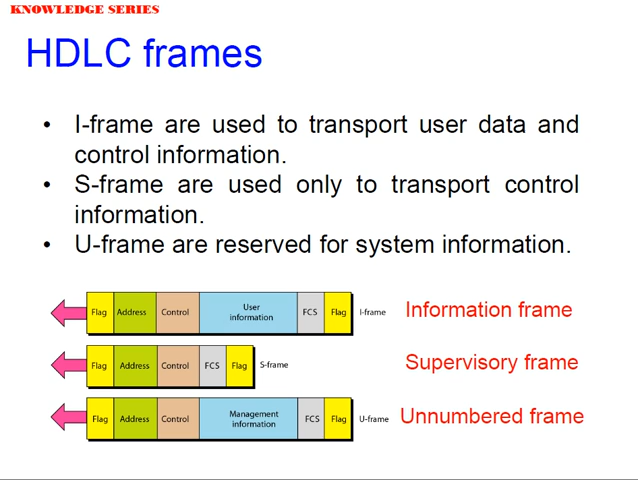 KNOWLEDGE SERIES
HDLC frames
• I-frame are used to transport user data and
control information.
• S-frame are used only to transport control
information.
• U-frame are reserved for system information.
Flag Address Control User information FCS Flag I-frame Information frame
Flag Address Control FCS Flag S-frame Supervisory frame
Flag Address Control Management information FCS Flag U-frame Unnumbered frame